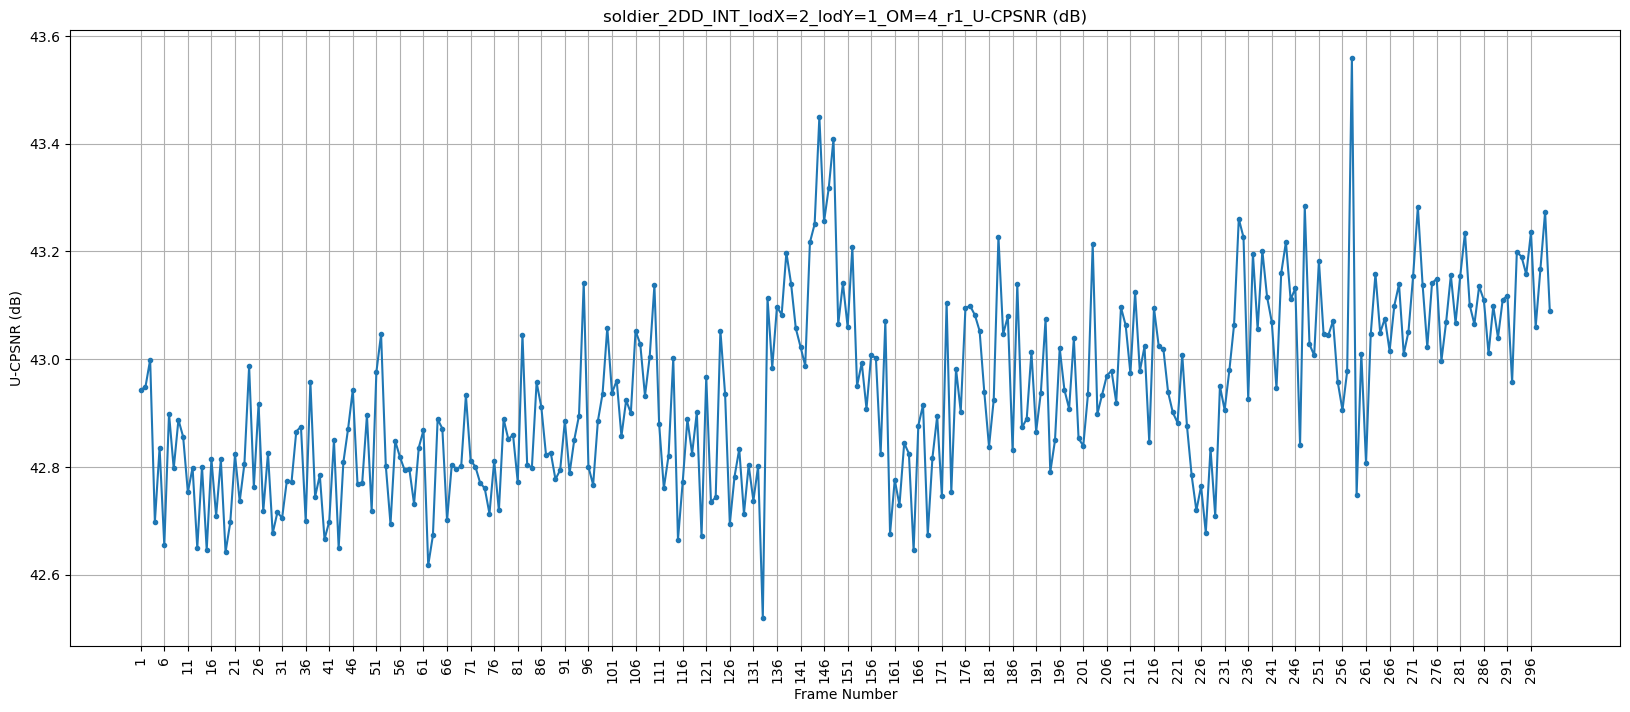 soldier_2DD_INT_lodX=2_lodY=1_OM=4_r1_U-CPSNR (dB)
43.6
43.4
43.2
43.0
42.8
42.6
U-CPSNR (dB)
1 6 11 16 21 26 31 36 41 46 51 56 61 66 71 76 81 86 91 96 101 106 111 116 121 126 131 136 141 146 151 156 161 166 171 176 181 186 191 196 201 206 211 216 221 226 231 236 241 246 251 256 261 266 271 276 281 286 291 296
Frame Number